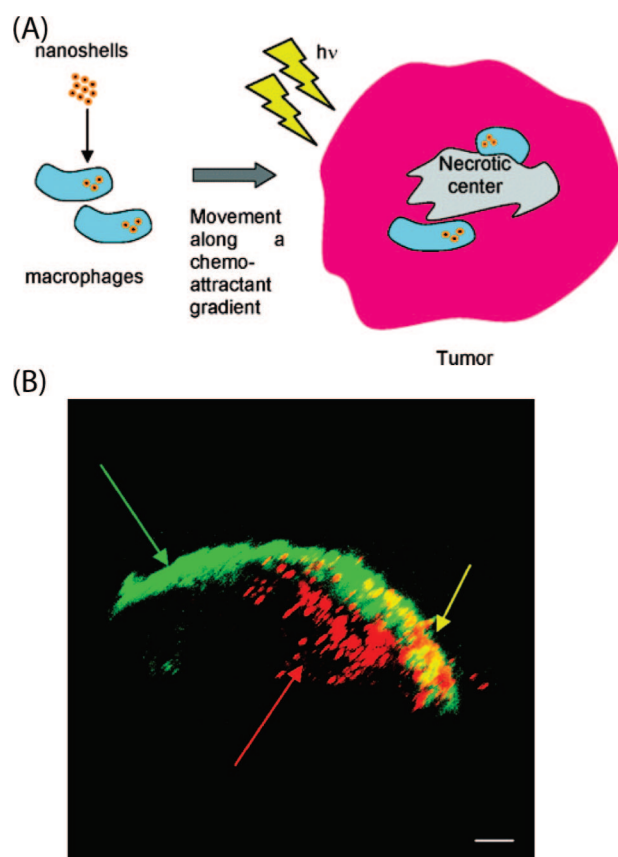 (A)
nanoshells
macrophages
Movement
along a
chemo-
attractant
gradient
hν
Necrotic
center
Tumor
(B)